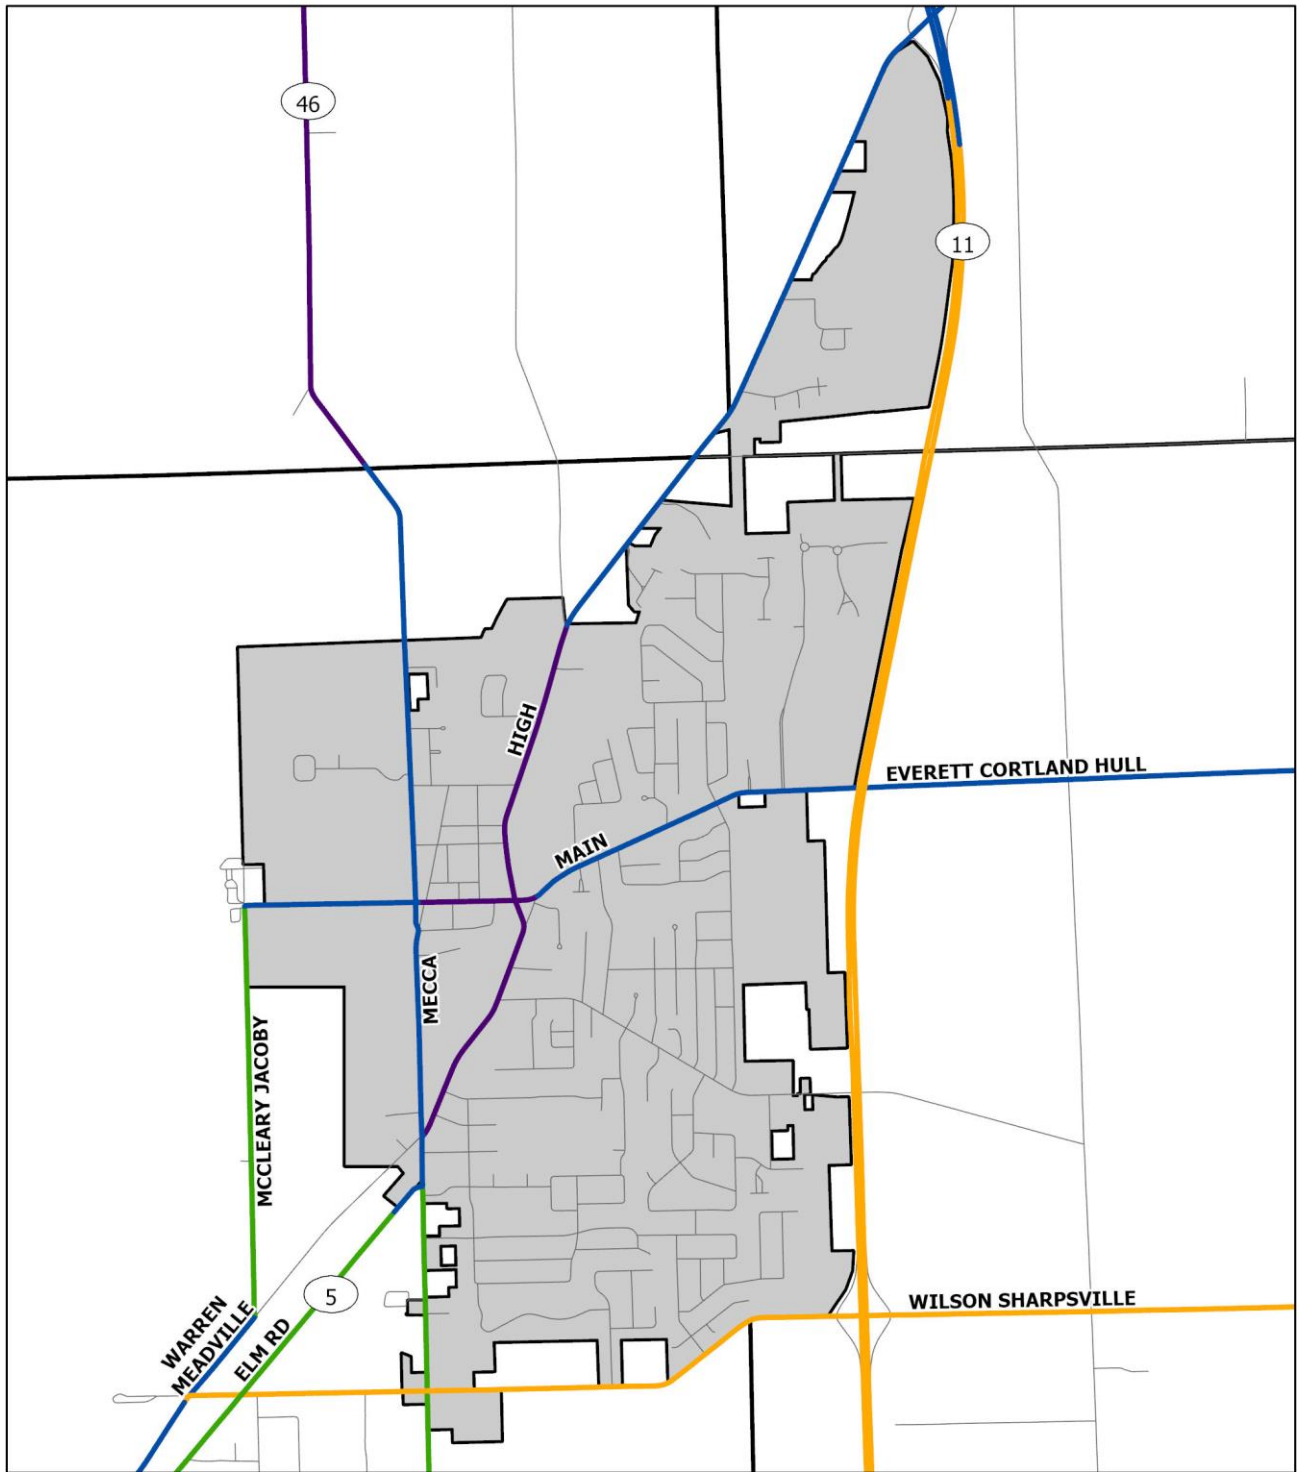 46
11
HIGH
EVERETT CORTLAND HULL
MAIN
MECCA
MCCLEARY JACOBY
5
WARREN
MEADVILLE
ELM RD
WILSON SHARPSVILLE